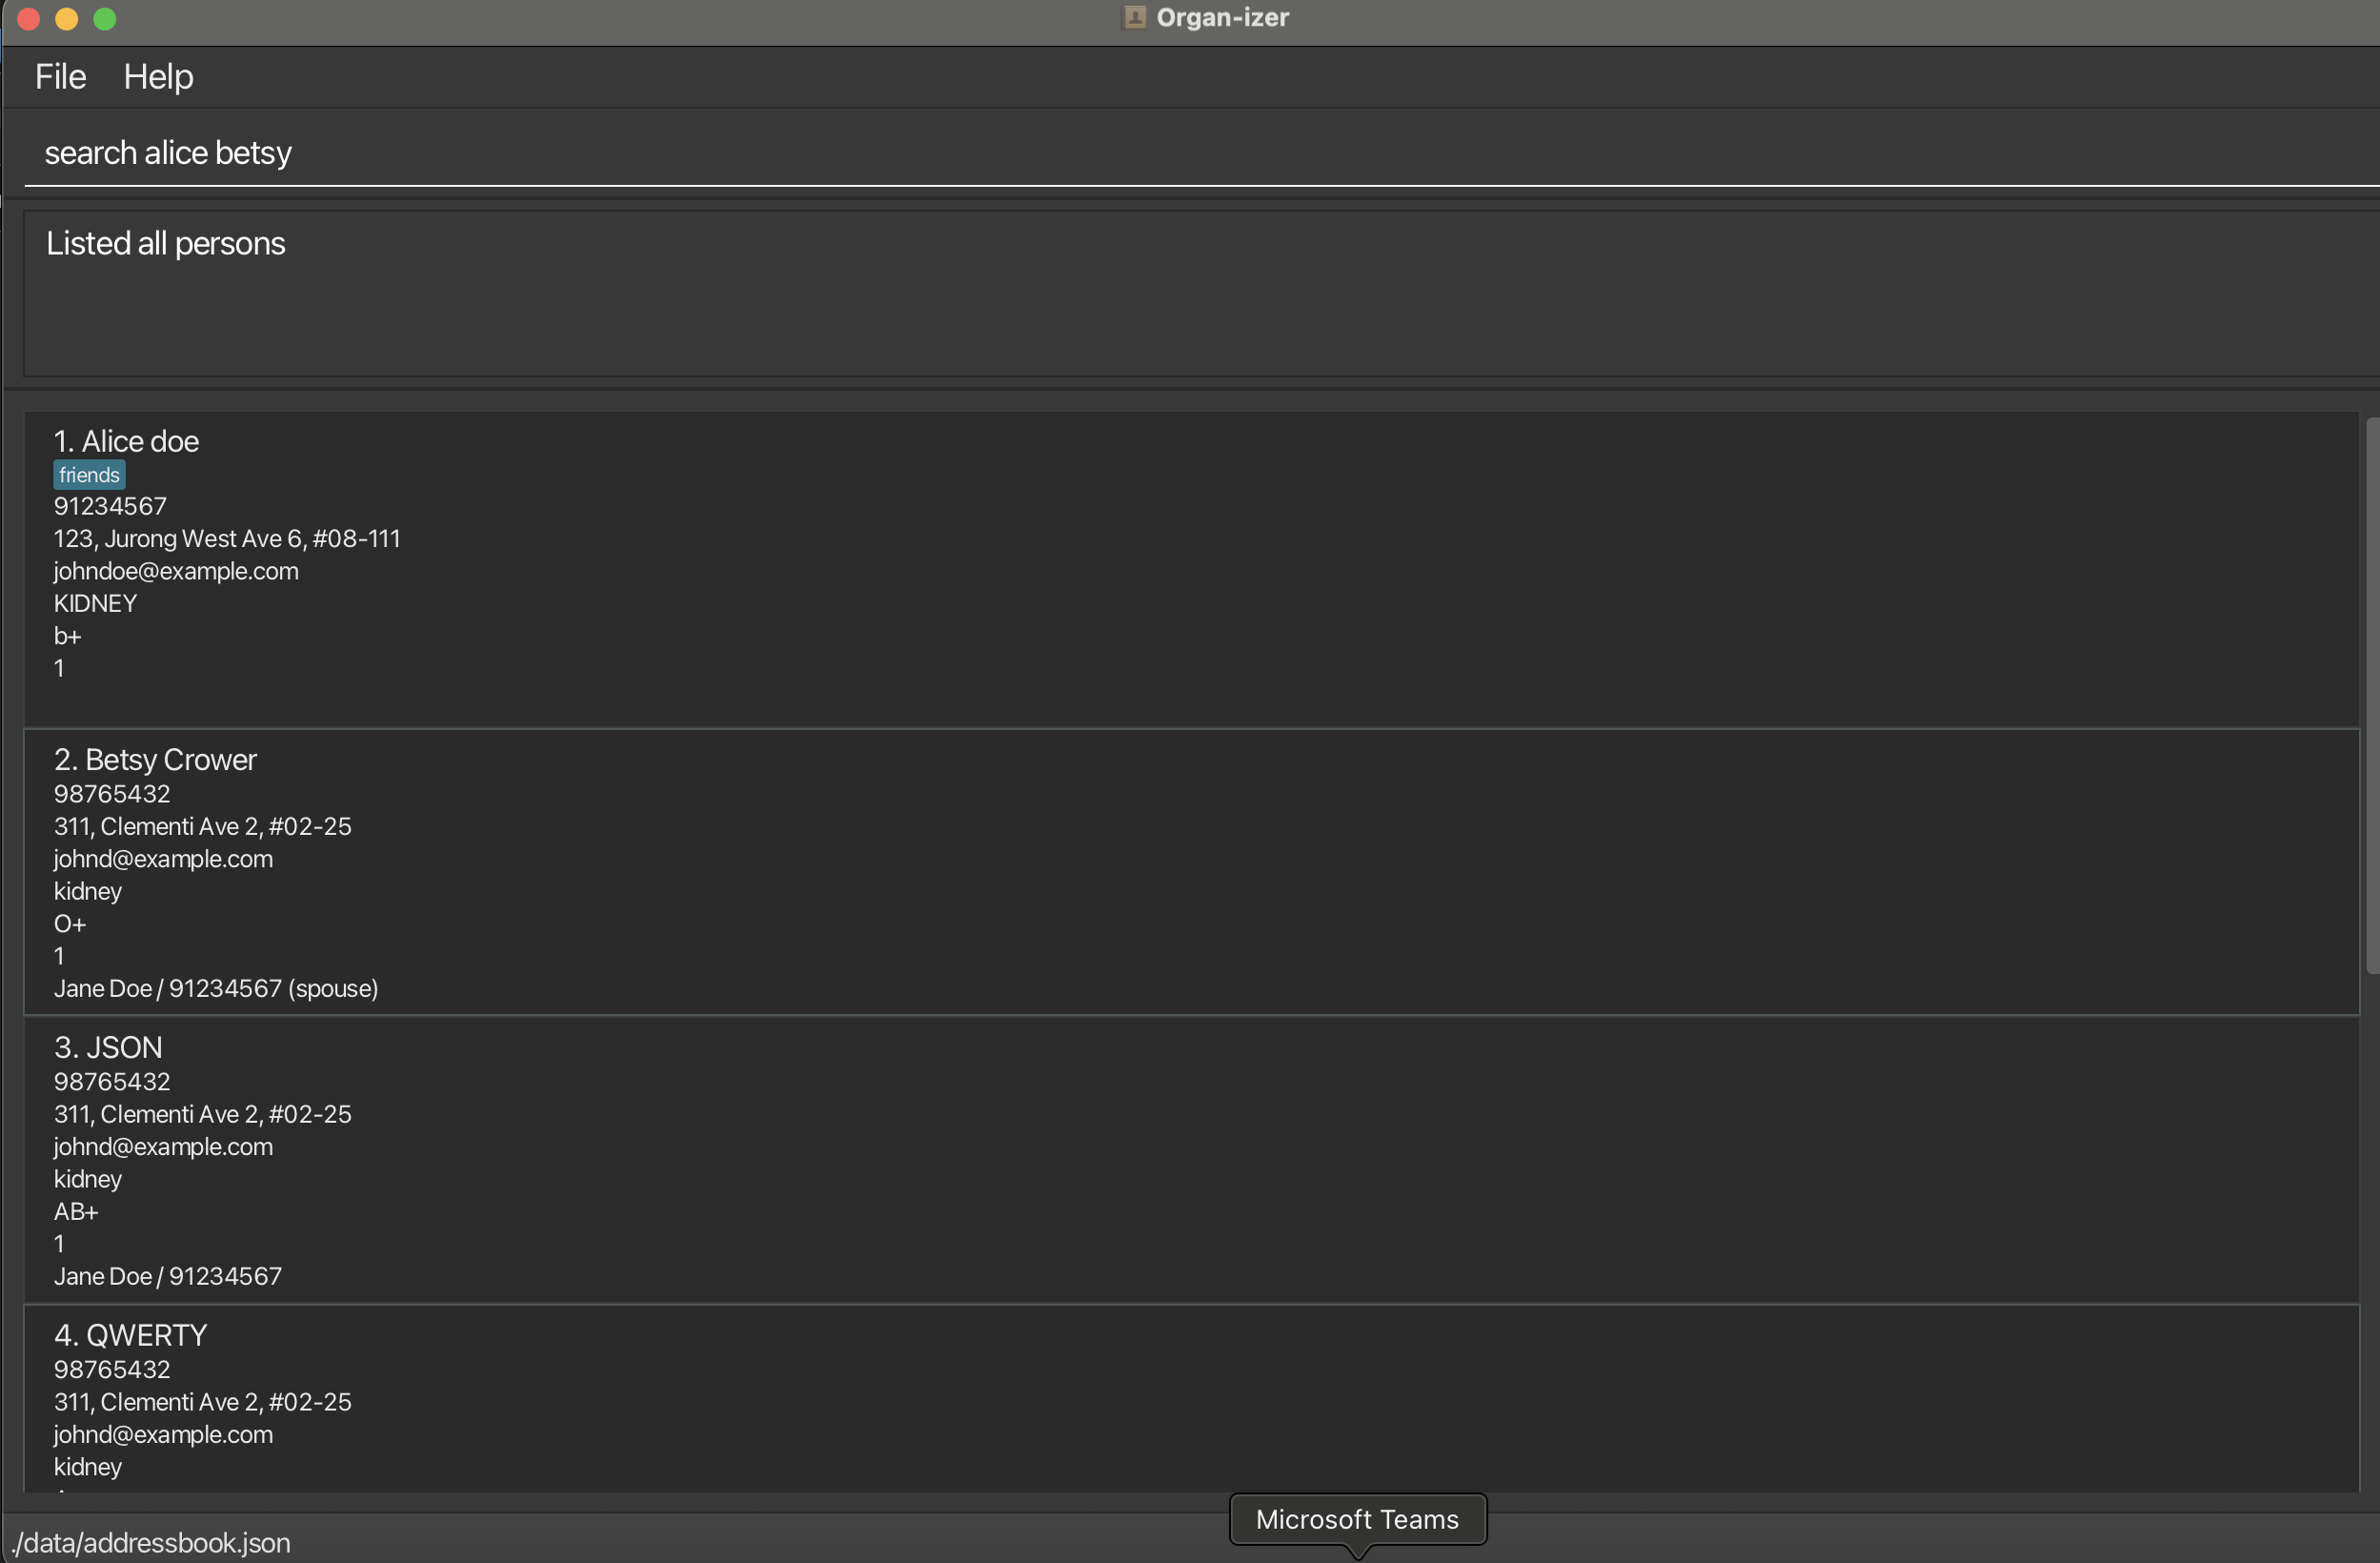 Organ-izer
File Help
search alice betsy
Listed all persons
1. Alice doe
friends
91234567
123, Jurong West Ave 6, #08-111
johndoe@example.com
KIDNEY
b+
1
2. Betsy Crower
98765432
311, Clementi Ave 2, #02-25
johnd@example.com
kidney
O+
1
Jane Doe / 91234567 (spouse)
3. JSON
98765432
311, Clementi Ave 2, #02-25
johnd@example.com
kidney
AB+
1
Jane Doe / 91234567
4. QWERTY
98765432
311, Clementi Ave 2, #02-25
johnd@example.com
kidney
Microsoft Teams
./data/addressbook.json